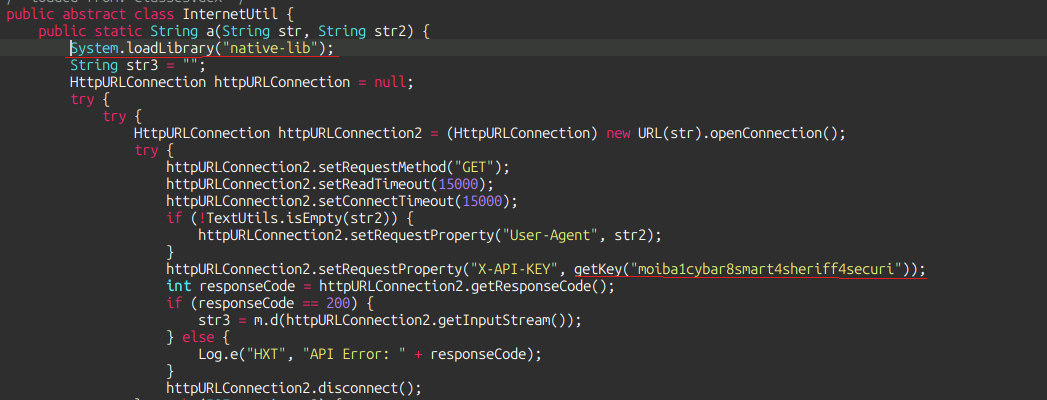 public abstract class InternetUtil {
public static String a(String str, String str2) {
System.loadLibrary("native-lib");
String str3 = "";
HttpURLConnection httpURLConnection = null;
try {
try {
HttpURLConnection httpURLConnection2 = (HttpURLConnection) new URL(str).openConnection();
try {
httpURLConnection2.setRequestMethod("GET");
httpURLConnection2.setReadTimeout(15000);
httpURLConnection2.setConnectTimeout(15000);
if (!TextUtils.isEmpty(str2)) {
httpURLConnection2.setRequestProperty("User-Agent", str2);
}
httpURLConnection2.setRequestProperty("X-API-KEY", getKey("moiba1cybar8smart4sheriff4securi"));
int responseCode = httpURLConnection2.getResponseCode();
if (responseCode == 200) {
str3 = m.d(httpURLConnection2.getInputStream());
} else {
Log.e("HXT", "API Error: " + responseCode);
}
httpURLConnection2.disconnect();